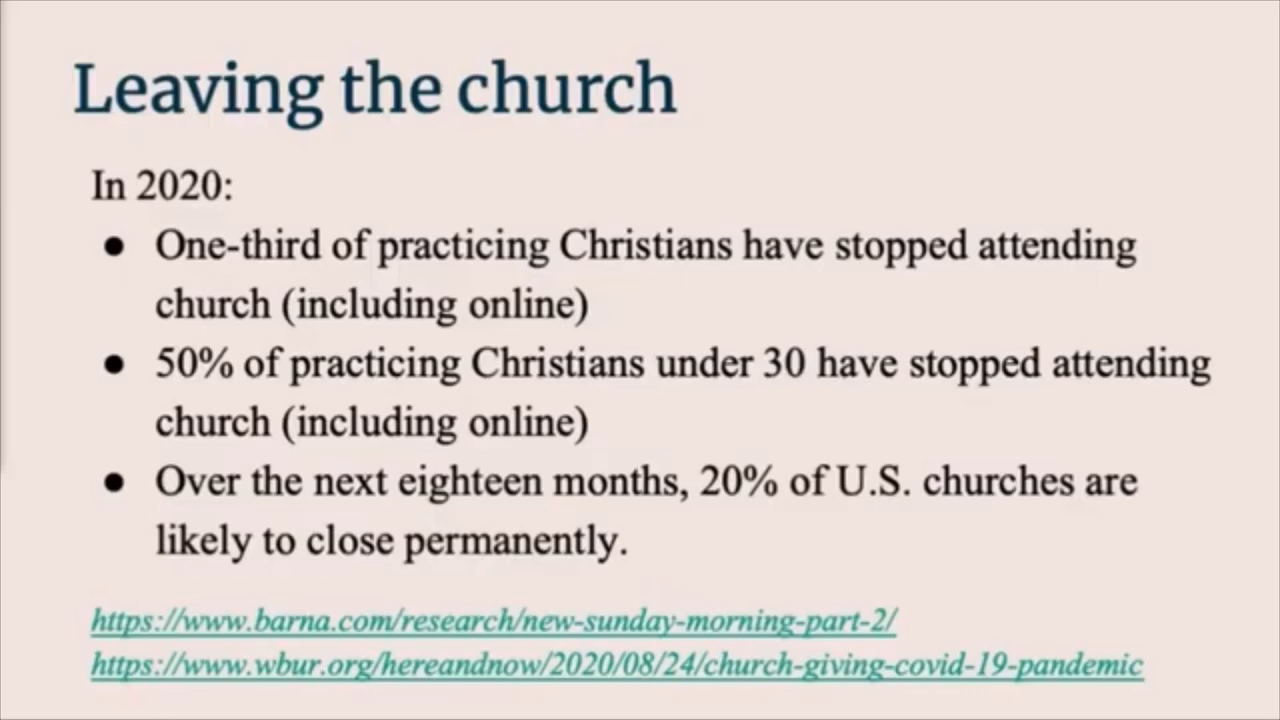 Leaving the church
In 2020:
● One-third of practicing Christians have stopped attending
church (including online)
● 50% of practicing Christians under 30 have stopped attending
church (including online)
● Over the next eighteen months, 20% of U.S. churches are
likely to close permanently.
https://www.barna.com/research/new-sunday-morning-part-2/
https://www.wbur.org/hereandnow/2020/08/24/church-giving-covid-19-pandemic